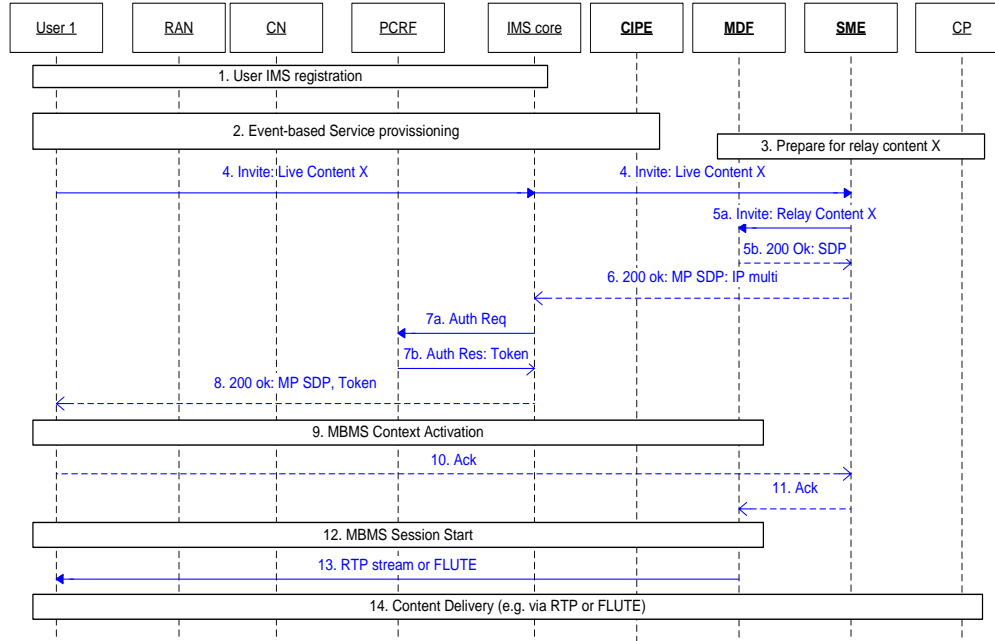 User 1
RAN
CN
PCRF
IMS core
CIPE
MDF
SME
CP
1. User IMS registration
2. Event-based Service provissioning
3. Prepare for relay content X
4. Invite: Live Content X
4. Invite: Live Content X
5a. Invite: Relay Content X
5b. 200 Ok: SDP
6. 200 ok: MP SDP: IP multi
7a. Auth Req
7b. Auth Res: Token
8. 200 ok: MP SDP, Token
9. MBMS Context Activation
10. Ack
11. Ack
12. MBMS Session Start
13. RTP stream or FLUTE
14. Content Delivery (e.g. via RTP or FLUTE)